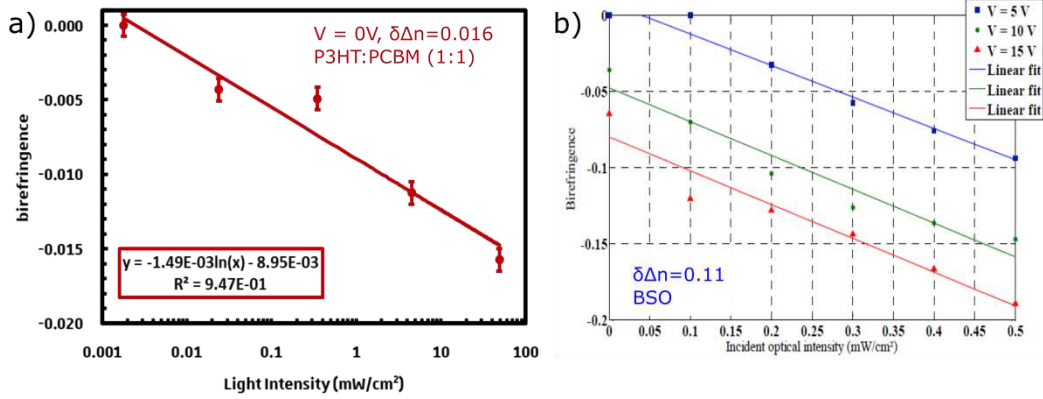 a)
0.000
-0.005
-0.010
-0.015
-0.020
birefringence
V = 0V, δΔn=0.016
P3HT:PCBM (1:1)
y = -1.49E-03ln(x) - 8.95E-03
R² = 9.47E-01
0.001
0.01
0.1
1
10
100
Light Intensity (mW/cm²)
b)
0
-0.05
-0.1
-0.15
-0.2
Birefringence
V = 5 V
V = 10 V
V = 15 V
Linear fit
Linear fit
Linear fit
δΔn=0.11
BSO
0
0.05
0.1
0.15
0.2
0.25
0.3
0.35
0.4
0.45
0.5
Incident optical intensity (mW/cm²)